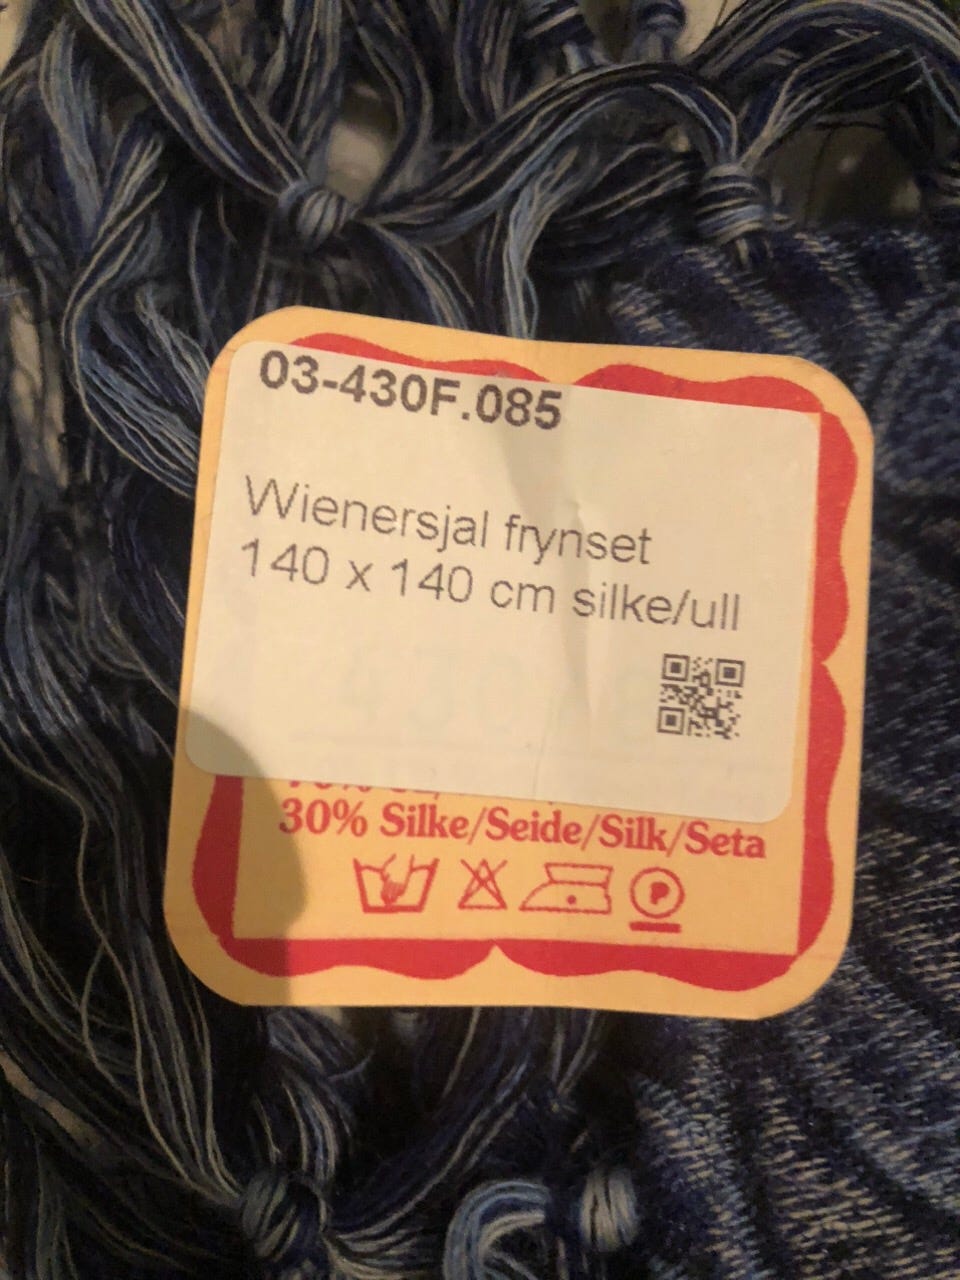 03-430F.085
Wienersjal frynset
140 x 140 cm silke/ull
30% Silke/Seide/Silk/Seta
P